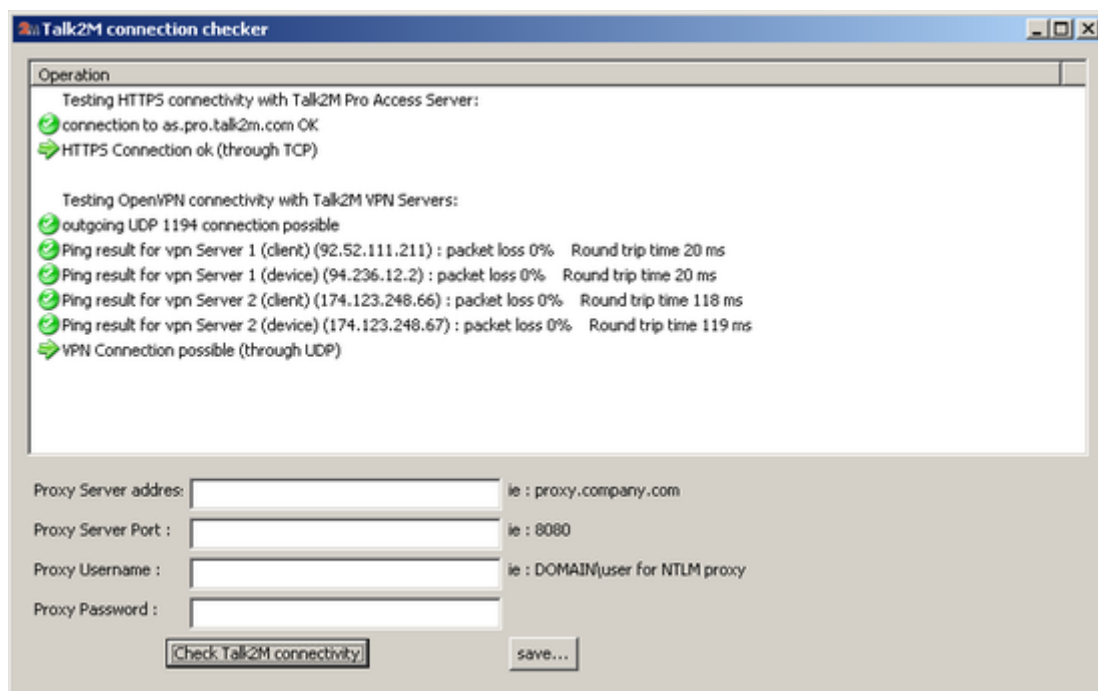 Talk2M connection checker
Operation
Testing HTTPS connectivity with Talk2M Pro Access Server:
connection to as.pro.talk2m.com OK
HTTPS Connection ok (through TCP)
Testing OpenVPN connectivity with Talk2M VPN Servers:
outgoing UDP 1194 connection possible
Ping result for vpn Server 1 (client) (92.52.111.211) : packet loss 0% Round trip time 20 ms
Ping result for vpn Server 1 (device) (94.236.12.2) : packet loss 0% Round trip time 20 ms
Ping result for vpn Server 2 (client) (174.123.248.66) : packet loss 0% Round trip time 118 ms
Ping result for vpn Server 2 (device) (174.123.248.67) : packet loss 0% Round trip time 119 ms
VPN Connection possible (through UDP)
Proxy Server addres: ie : proxy.company.com
Proxy Server Port : ie : 8080
Proxy Username : ie : DOMAIN\user for NTLM proxy
Proxy Password :
Check Talk2M connectivity save...